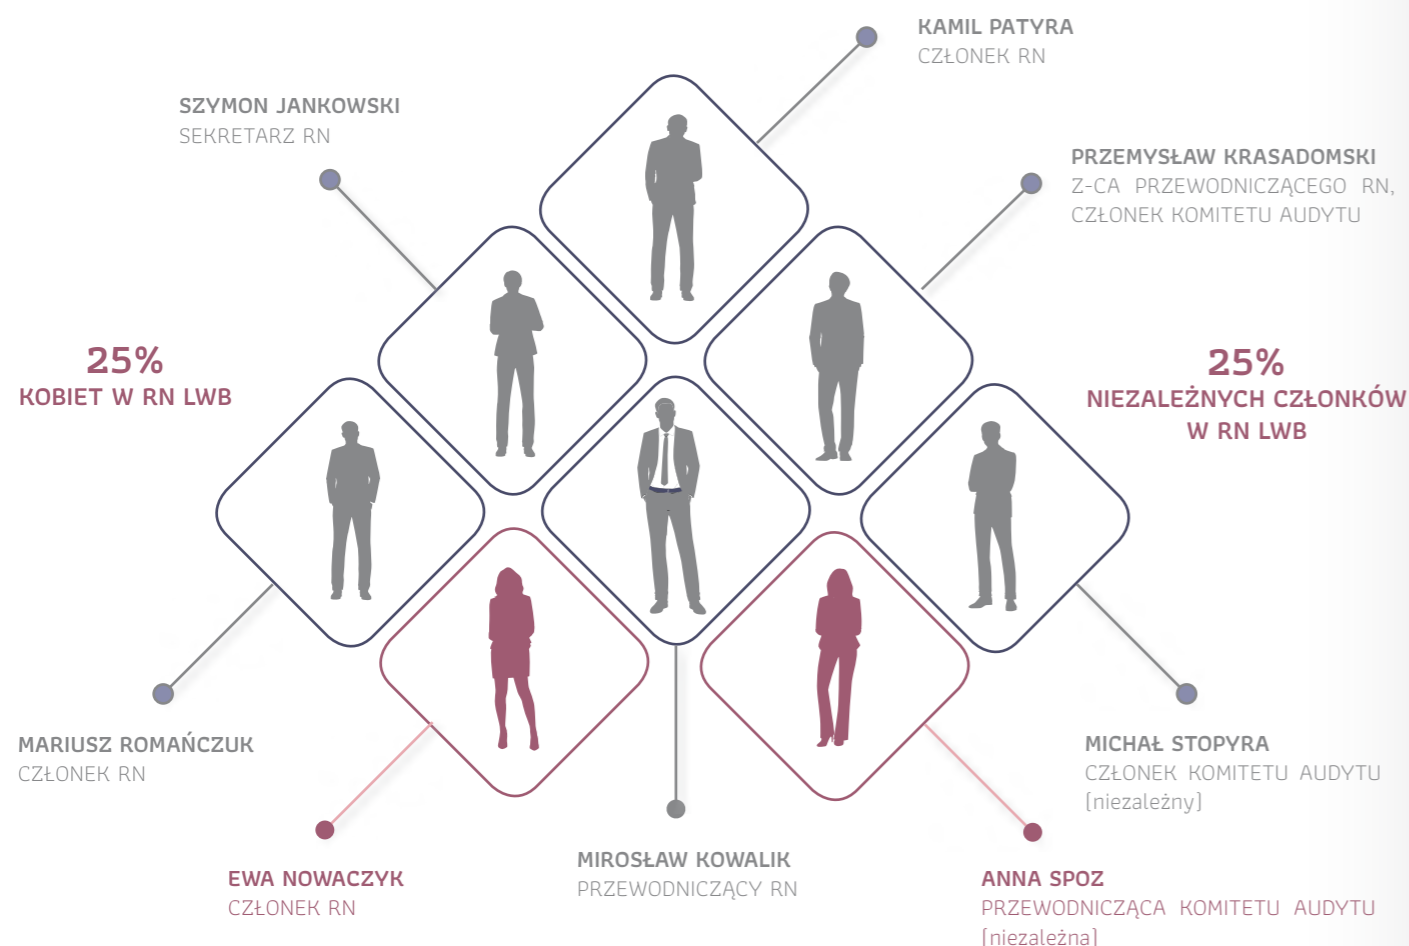 KAMIL PATYRA
CZŁONEK RN
SZYMON JANKOWSKI
SEKRETARZ RN
PRZEMYSŁAW KRASADOMSKI
Z-CA PRZEWODNICZĄCEGO RN,
CZŁONEK KOMITETU AUDYTU
25%
KOBIET W RN LWB
25%
NIEZALEŻNYCH CZŁONKÓW
W RN LWB
MARIUSZ ROMAŃCZUK
CZŁONEK RN
MICHAŁ STOPYRA
CZŁONEK KOMITETU AUDYTU
[niezależny]
EWA NOWACZYK
CZŁONEK RN
MIROSŁAW KOWALIK
PRZEWODNICZĄCY RN
ANNA SPOZ
PRZEWODNICZĄCA KOMITETU AUDYTU
[niezależna]